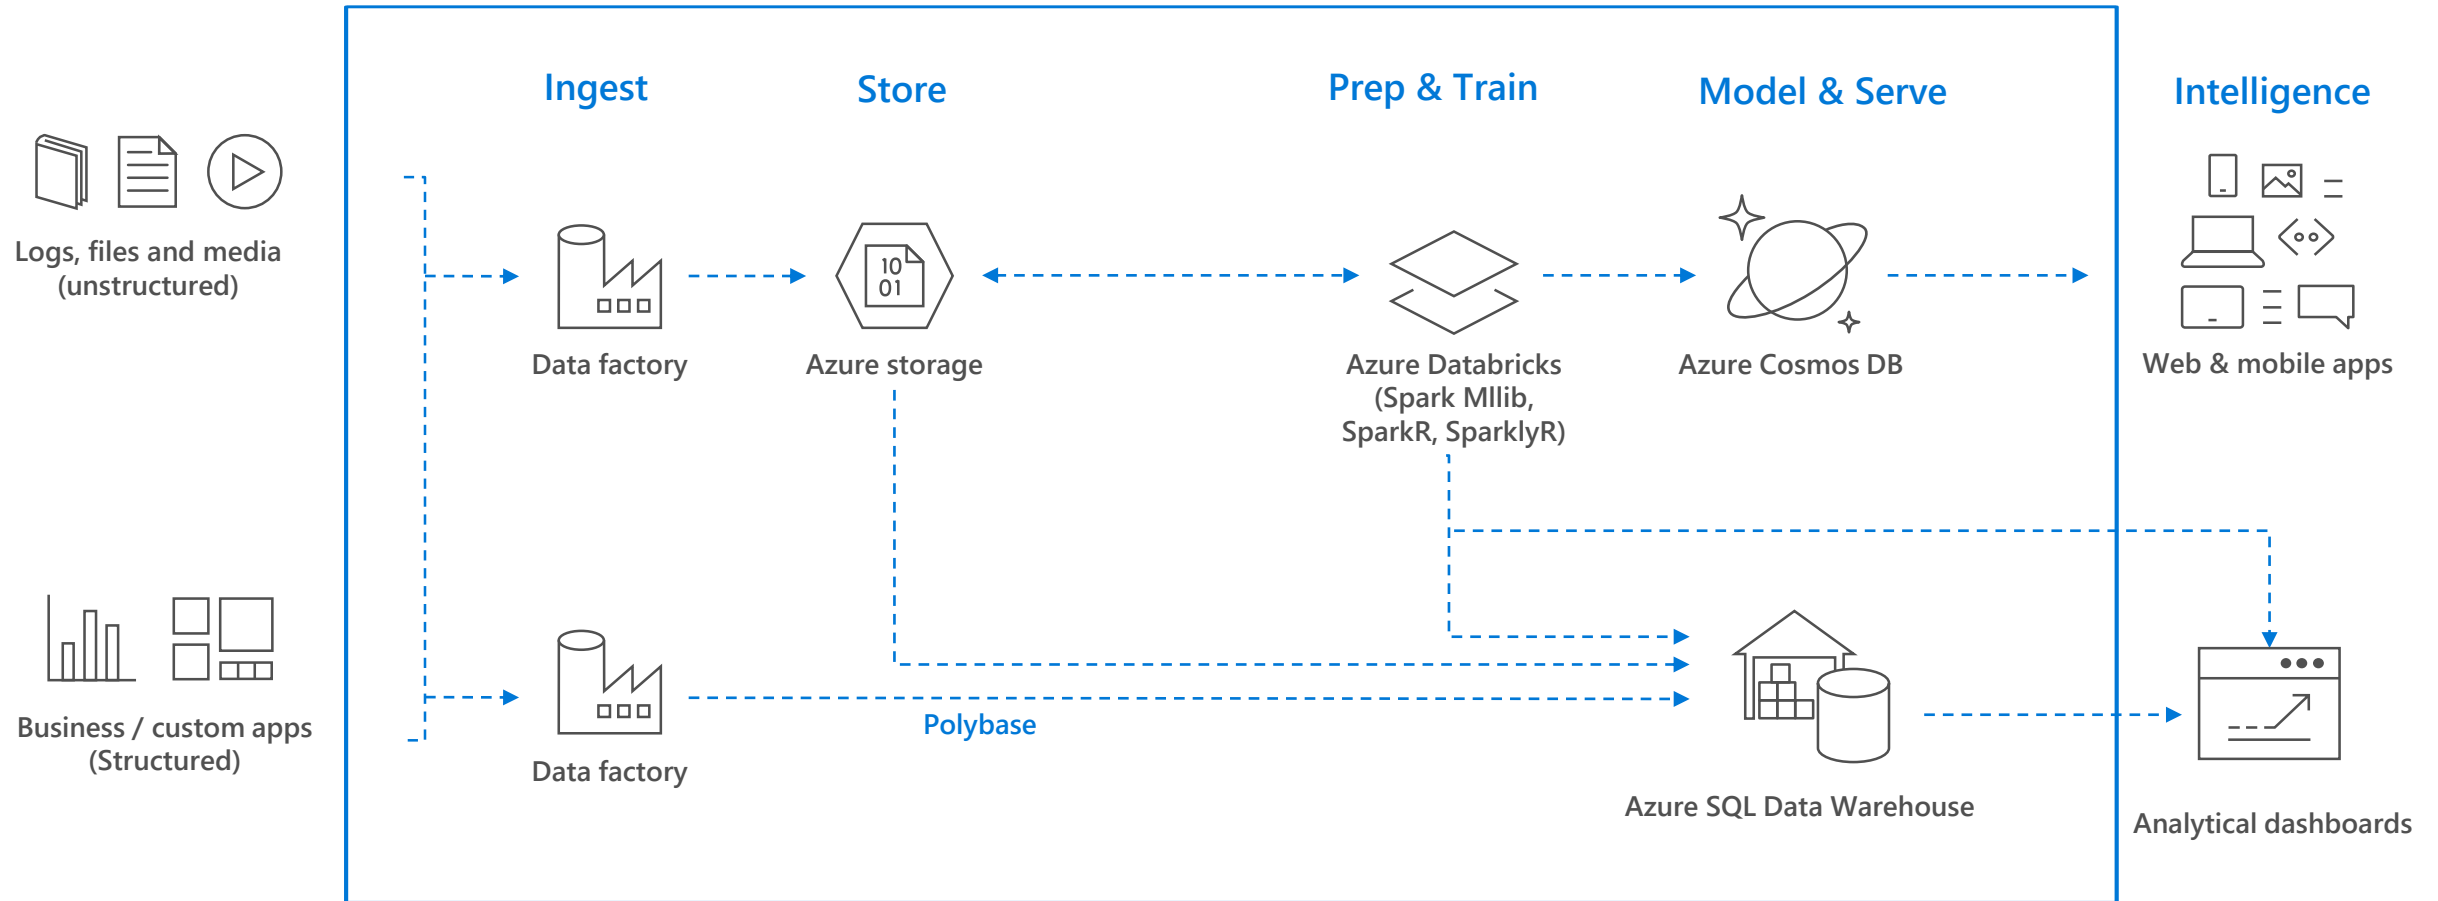 Ingest
Store
Prep & Train
Model & Serve
Intelligence
Logs, files and media
(unstructured)
10
01
Data factory
Azure storage
Azure Databricks
(Spark Mllib,
SparkR, SparklyR)
Azure Cosmos DB
Web & mobile apps
Business / custom apps
(Structured)
Data factory
Polybase
Azure SQL Data Warehouse
Analytical dashboards